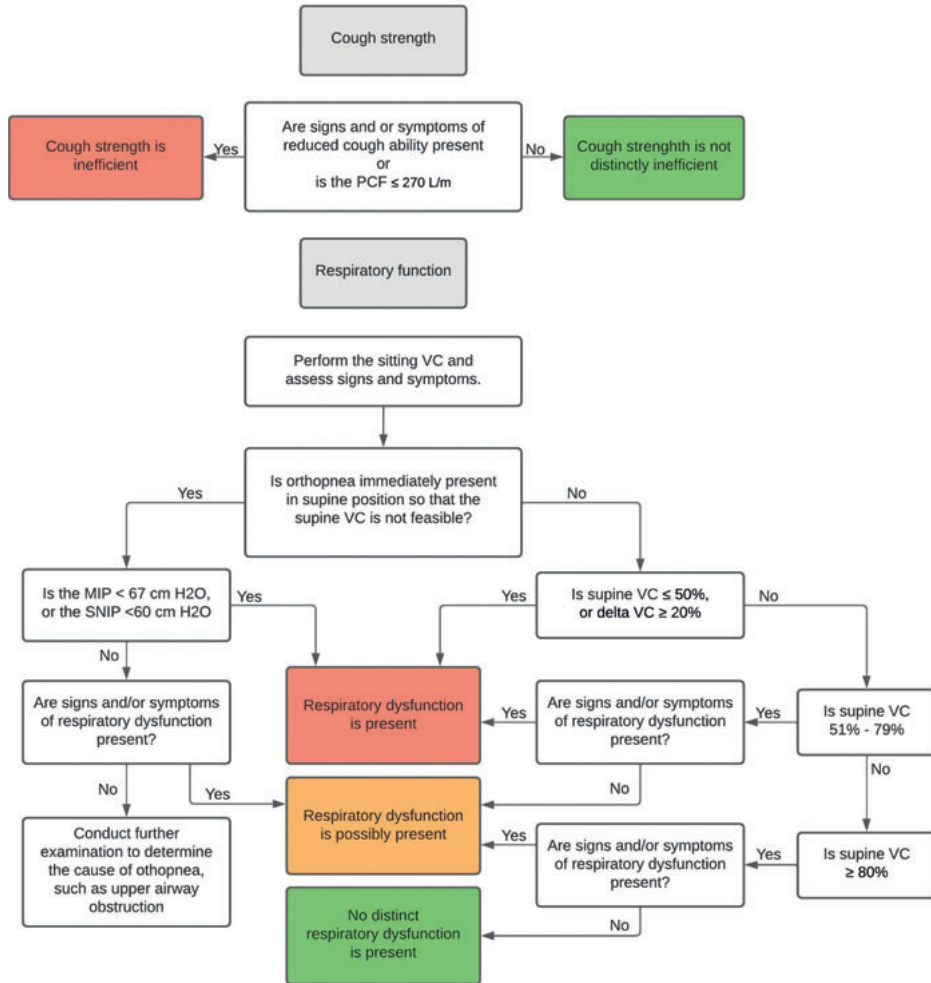 Cough strength
Are signs and or symptoms of
reduced cough ability present
or
is the PCF ≤ 270 L/m
Yes
No
Cough strength is
inefficient
Cough strenghth is not
distinctly inefficient
Respiratory function
Perform the sitting VC and
assess signs and symptoms.
Is orthopnea immediately present
in supine position so that the
supine VC is not feasible?
Yes
No
Is the MIP < 67 cm H2O,
or the SNIP <60 cm H2O
Yes
No
Is supine VC ≤ 50%,
or delta VC ≥ 20%
Yes
No
Are signs and/or symptoms
of respiratory dysfunction
present?
No
Yes
Respiratory dysfunction
is present
Are signs and/or symptoms
of respiratory dysfunction
present?
Yes
No
Is supine VC
51% - 79%
Yes
No
Conduct further
examination to determine
the cause of othopnea,
such as upper airway
obstruction
Respiratory dysfunction
is possibly present
Are signs and/or symptoms
of respiratory dysfunction
present?
Yes
No
Is supine VC
≥ 80%
Yes
No distinct
respiratory dysfunction
is present